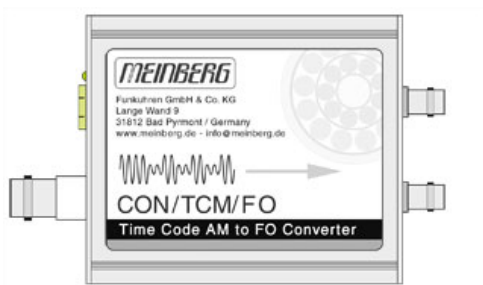 MEINBERG
Funkuhren GmbH & Co. KG
Lange Wand 9
31812 Bad Pyrmont / Germany
www.meinberg.de - info@meinberg.de
CON/TCM/FO
Time Code AM to FO Converter